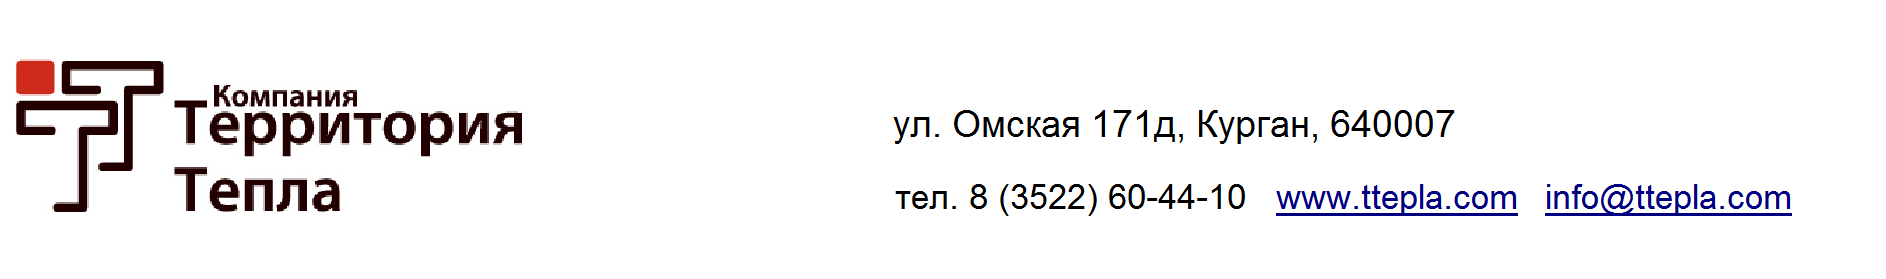 Компания
Территория
Тепла
ул. Омская 171д, Курган, 640007
тел. 8 (3522) 60-44-10 www.ttepla.com info@ttepla.com